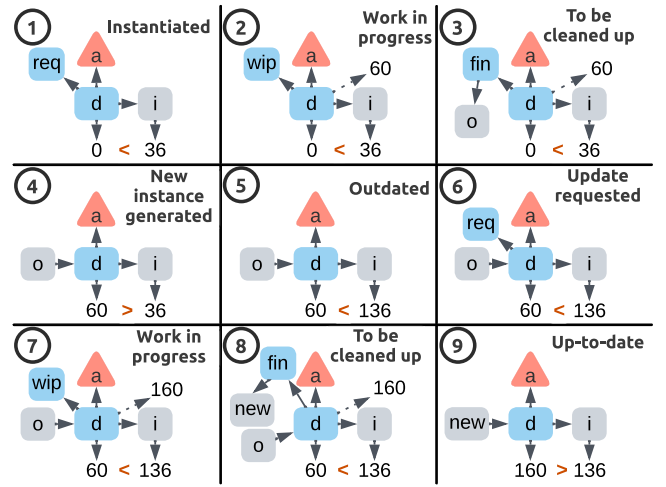 1
Instantiated
req
a
d
i
0 < 36
2
Work in
progress
wip
a
60
d
i
0 < 36
3
To be
cleaned up
fin
a
60
o
d
i
0 < 36
4
New
instance
generated
a
o
d
i
60 > 36
5
Outdated
a
o
d
i
60 < 136
6
Update
requested
req
a
o
d
i
60 < 136
7
Work in
progress
wip
a
160
o
d
i
60 < 136
8
To be
cleaned up
fin
a
160
new
o
d
i
60 < 136
9
Up-to-date
a
new
d
i
160 > 136